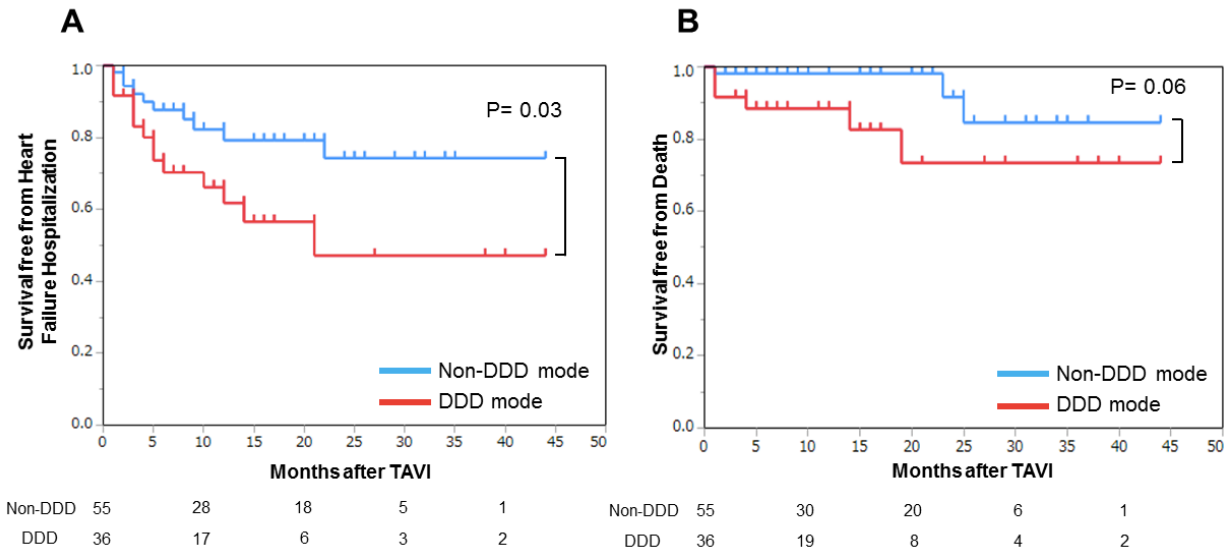 A
Survival free from Heart
Failure Hospitalization
1.0
0.8
0.6
0.4
0.2
0.0
P= 0.03
Non-DDD mode
DDD mode
0 5 10 15 20 25 30 35 40 45 50
Months after TAVI
Non-DDD 55 28 18 5 1
DDD 36 17 6 3 2
B
Survival free from Death
1.0
0.8
0.6
0.4
0.2
0.0
P= 0.06
Non-DDD mode
DDD mode
0 5 10 15 20 25 30 35 40 45 50
Months after TAVI
Non-DDD 55 30 20 6 1
DDD 36 19 8 4 2